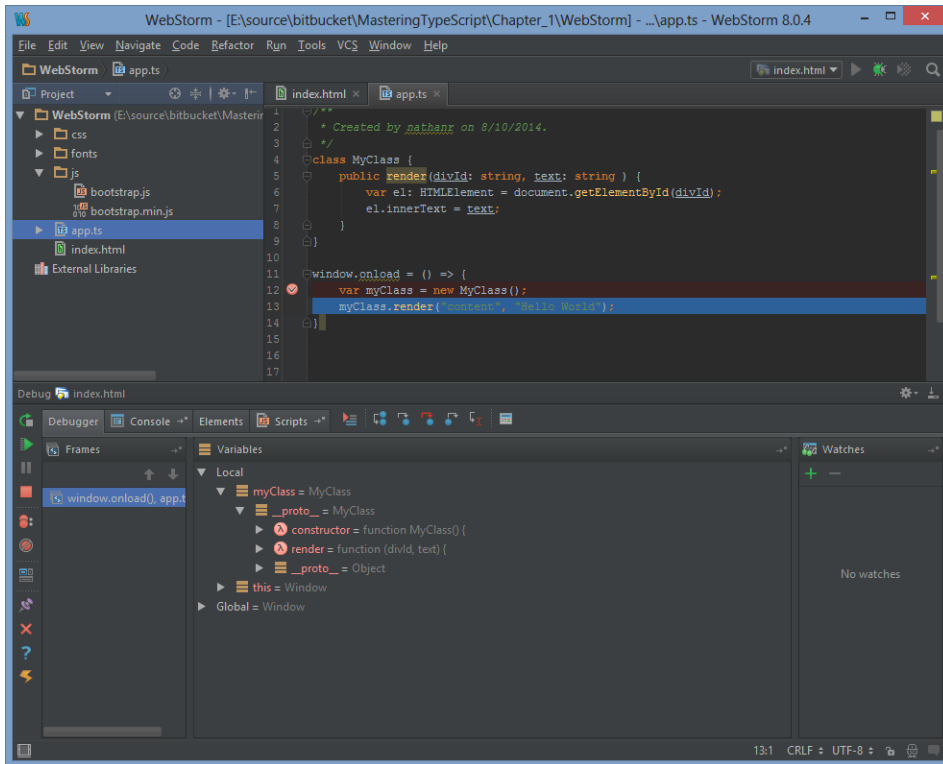 WS WebStorm - [E:\source\bitbucket\MasteringTypeScript\Chapter_1\WebStorm] - ...\app.ts - WebStorm 8.0.4
File Edit View Navigate Code Refactor Run Tools VCS Window Help
WebStorm app.ts index.html
Project index.html app.ts
WebStorm (E:\source\bitbucket\Masterin
css
fonts
js
bootstrap.js
bootstrap.min.js
app.ts
index.html
External Libraries
1 /**
2 * Created by nathanr on 8/10/2014.
3 */
4 class MyClass {
5 public render(divId: string, text: string ) {
6 var el: HTMLElement = document.getElementById(divId);
7 el.innerText = text;
8 }
9 }
10
11 window.onload = () => {
12 var myClass = new MyClass();
13 myClass.render("content", "Hello World");
14 }
15
16
17
Debug index.html
Debugger Console Elements Scripts
Frames Variables Watches
window.onload(), app.t
Local
myClass = MyClass
__proto__ = MyClass
constructor = function MyClass() {
render = function (divId, text) {
__proto__ = Object
this = Window
Global = Window
No watches
13:1 CRLF UTF-8